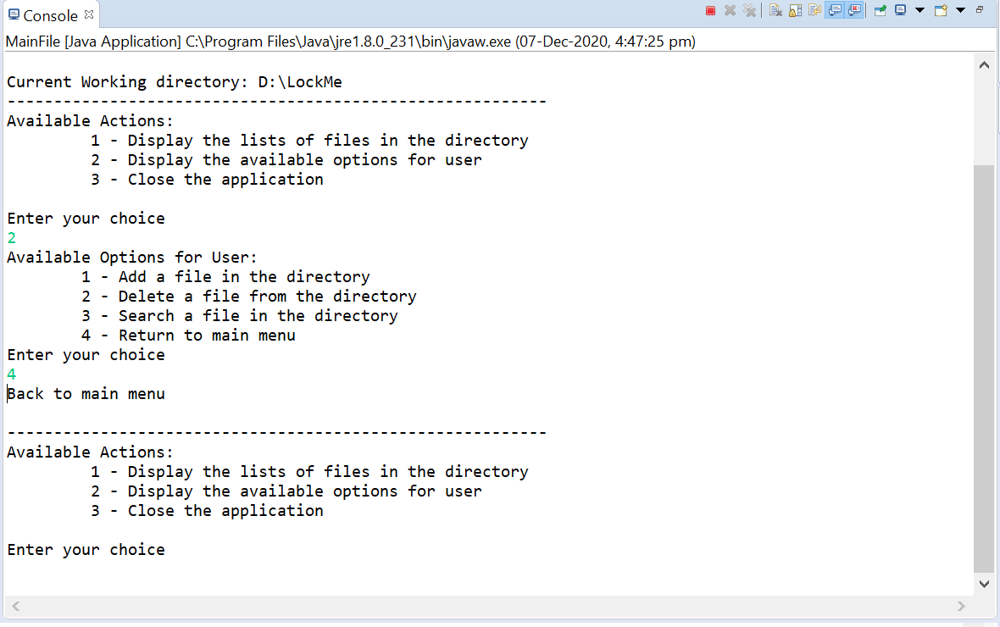 Console
MainFile [Java Application] C:\Program Files\Java\jre1.8.0_231\bin\javaw.exe (07-Dec-2020, 4:47:25 pm)
Current Working directory: D:\LockMe
----------------------------------------------------------
Available Actions:
1 - Display the lists of files in the directory
2 - Display the available options for user
3 - Close the application
Enter your choice
2
Available Options for User:
1 - Add a file in the directory
2 - Delete a file from the directory
3 - Search a file in the directory
4 - Return to main menu
Enter your choice
4
Back to main menu
----------------------------------------------------------
Available Actions:
1 - Display the lists of files in the directory
2 - Display the available options for user
3 - Close the application
Enter your choice